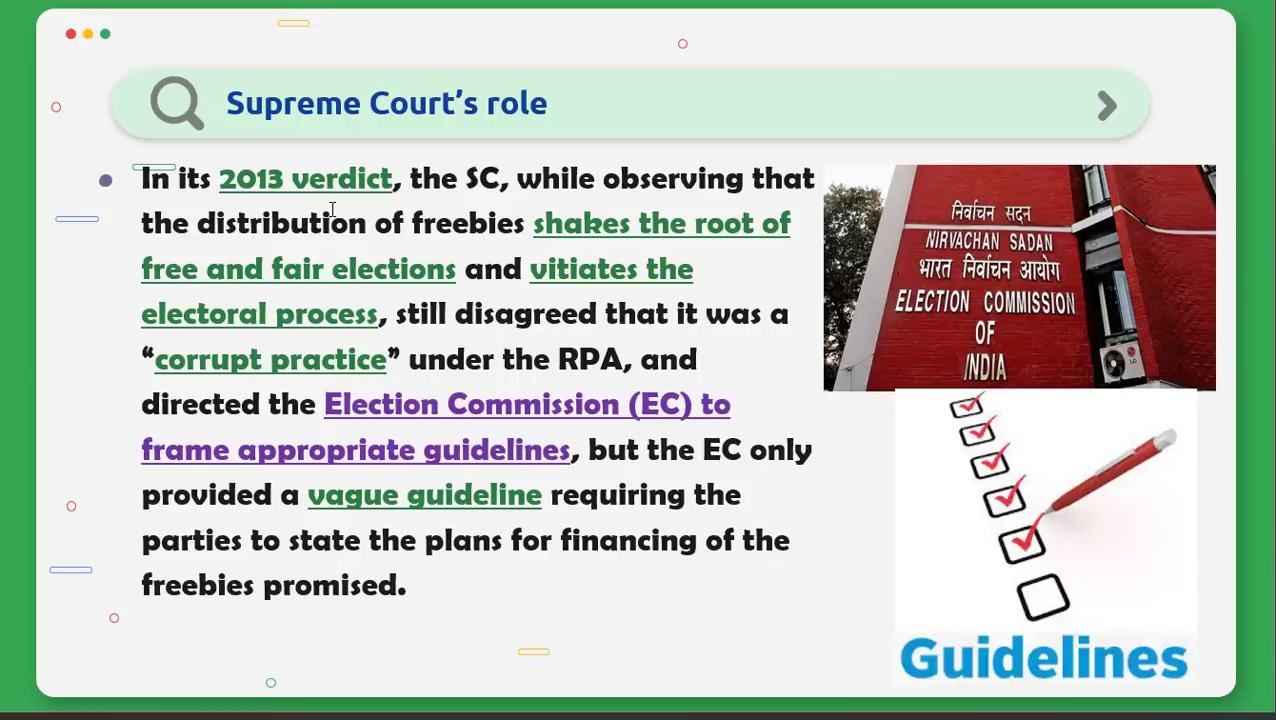 Supreme Court's role
In its 2013 verdict, the SC, while observing that
the distribution of freebies shakes the root of
free and fair elections and vitiates the
electoral process, still disagreed that it was a
“corrupt practice” under the RPA, and
directed the Election Commission (EC) to
frame appropriate guidelines, but the EC only
provided a vague guideline requiring the
parties to state the plans for financing of the
freebies promised.
निर्वाचन सदन
NIRVACHAN SADAN
भारत निर्वाचन आयोग
ELECTION COMMISSION
OF
INDIA
LG
Guidelines